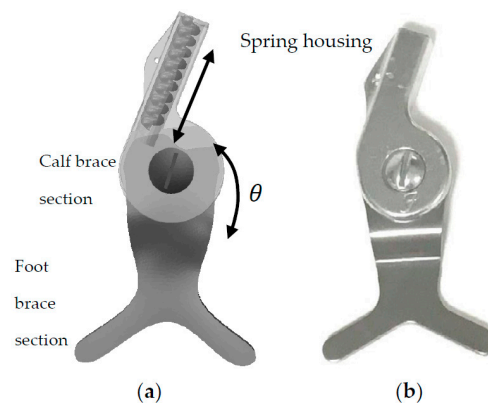 Spring housing
Calf brace
section
θ
Foot
brace
section
(a)
(b)